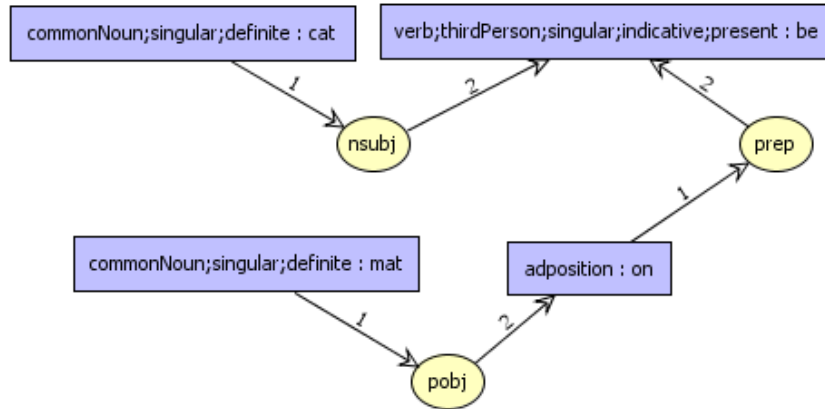 commonNoun;singular;definite : cat
verb;thirdPerson;singular;indicative;present : be
1
2
2
nsubj
prep
1
commonNoun;singular;definite : mat
adposition : on
1
2
pobj